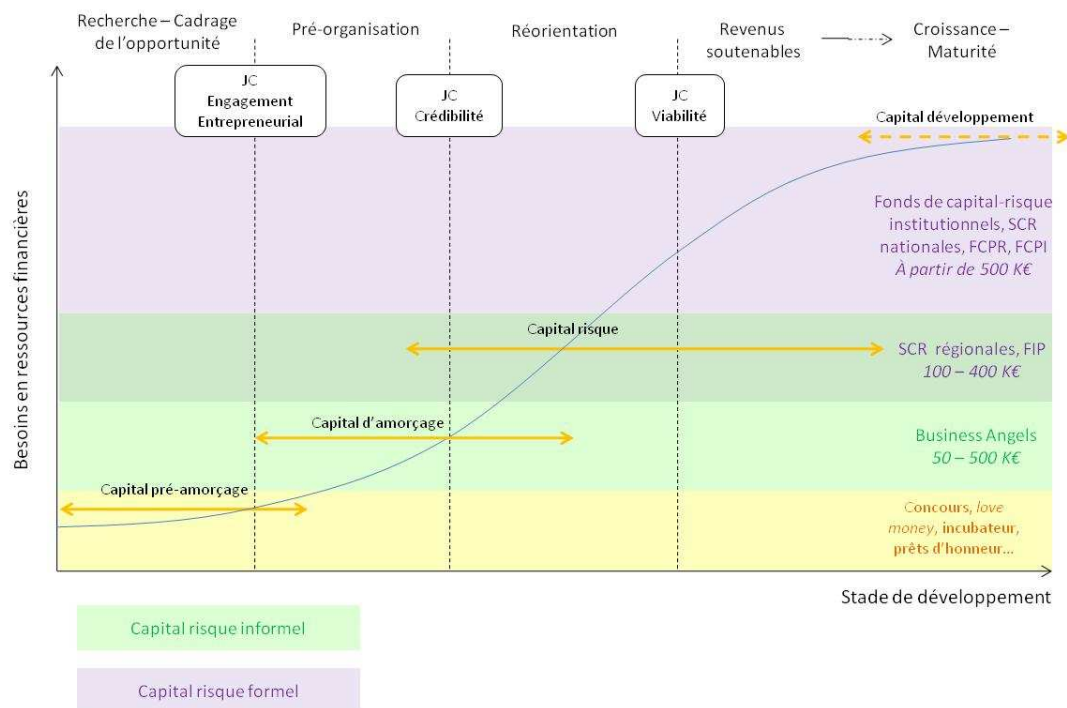 Recherche – Cadrage
de l'opportunité
Pré-organisation
Réorientation
Revenus
soutenables
Croissance –
Maturité
JC
Engagement
Entrepreneurial
JC
Crédibilité
JC
Viabilité
Capital développement
Fonds de capital-risque
institutionnels, SCR
nationales, FCPR, FCPI
À partir de 500 K€
Capital risque
SCR régionales, FIP
100 – 400 K€
Capital d'amorçage
Business Angels
50 – 500 K€
Capital pré-amorçage
Concours, love
money, incubateur,
prêts d'honneur...
Besoins en ressources financières
Stade de développement
Capital risque informel
Capital risque formel